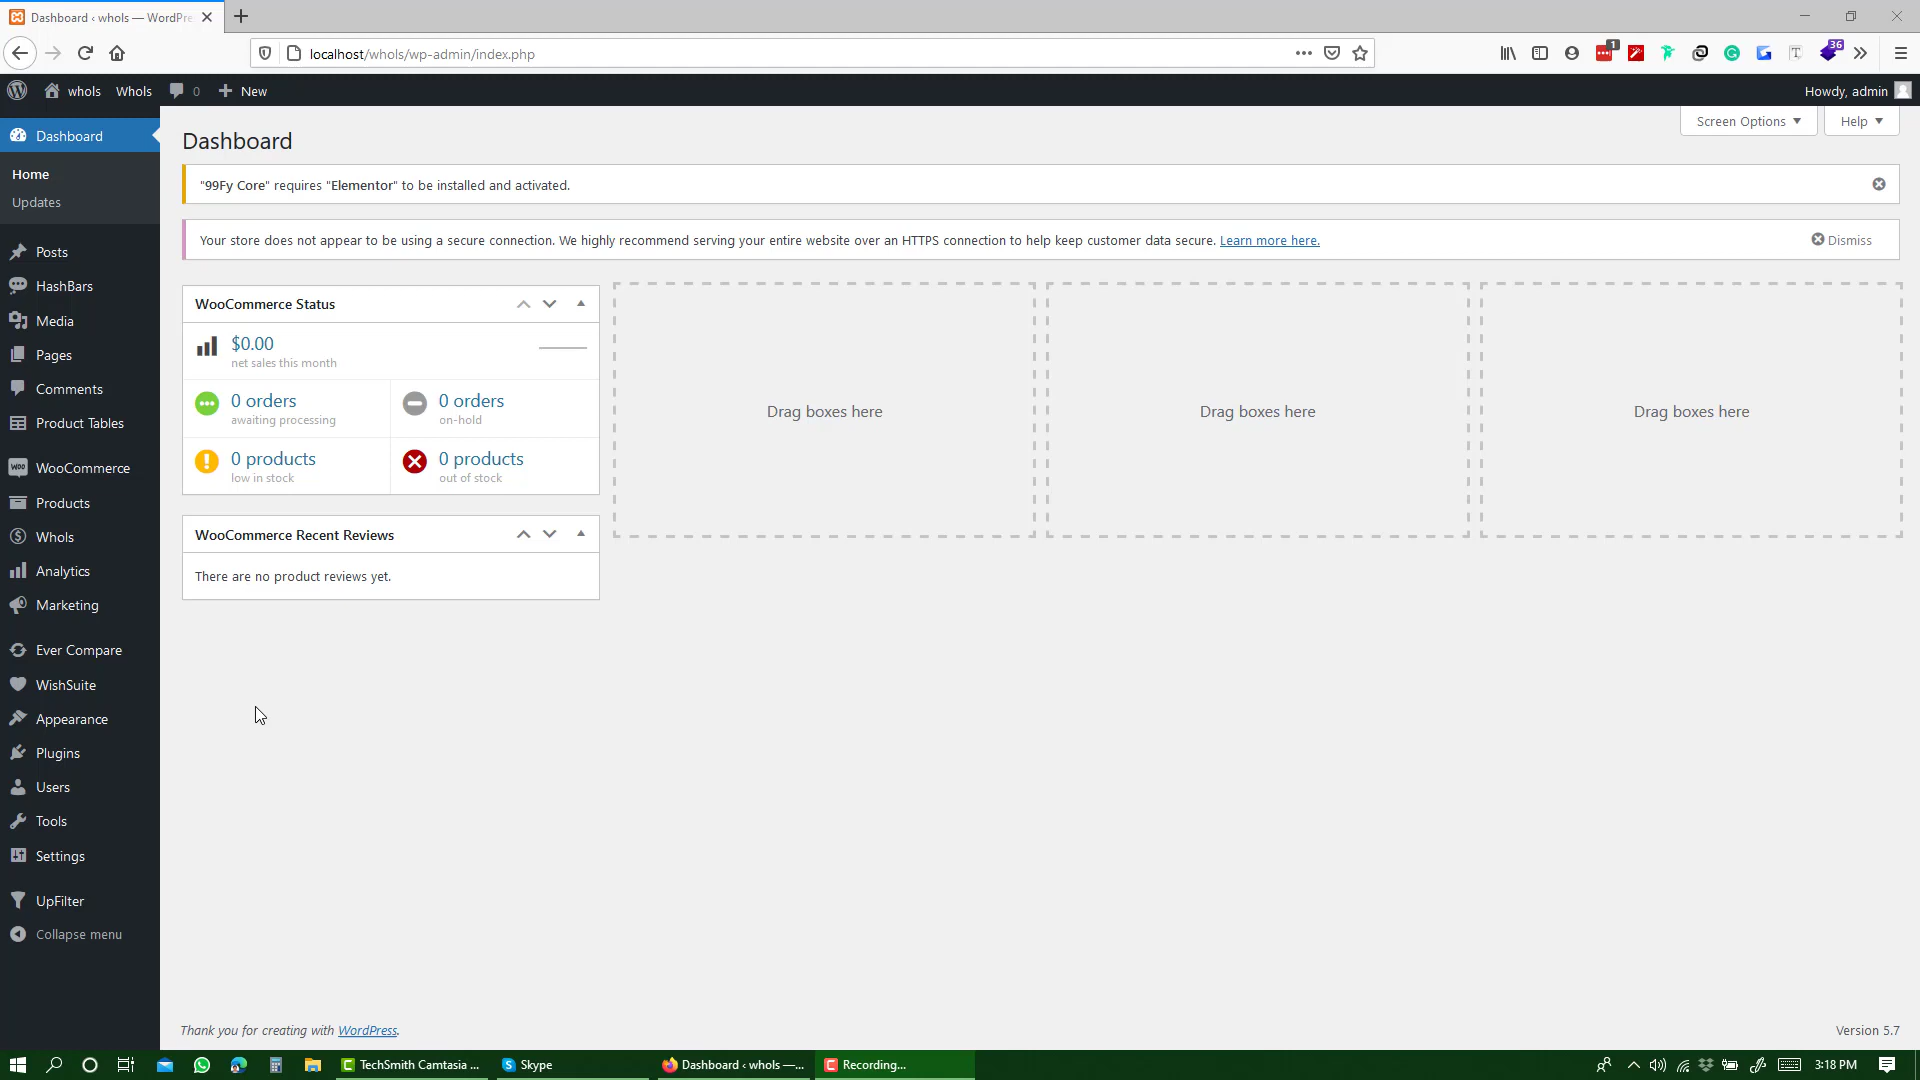 Dashboard ‹ whols — WordPre
localhost/whols/wp-admin/index.php
1
T
36
whols
Whols
0
New
Howdy, admin
Dashboard
Home
Updates
Posts
HashBars
Media
Pages
Comments
Product Tables
WooCommerce
Products
Whols
Analytics
Marketing
Ever Compare
WishSuite
Appearance
Plugins
Users
Tools
Settings
UpFilter
Collapse menu
Screen Options
Help
Dashboard
"99Fy Core" requires "Elementor" to be installed and activated.
Your store does not appear to be using a secure connection. We highly recommend serving your entire website over an HTTPS connection to help keep customer data secure. Learn more here.
Dismiss
WooCommerce Status
$0.00
net sales this month
0 orders
awaiting processing
0 orders
on-hold
0 products
low in stock
0 products
out of stock
WooCommerce Recent Reviews
There are no product reviews yet.
Drag boxes here
Drag boxes here
Drag boxes here
Thank you for creating with WordPress.
Version 5.7
TechSmith Camtasia ...
Skype
Dashboard ‹ whols —...
Recording...
3:18 PM